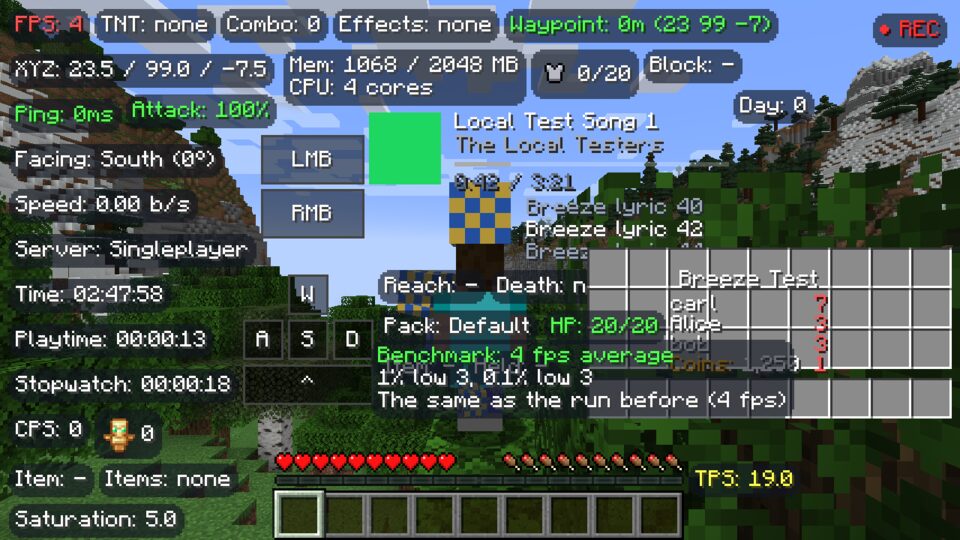 FPS: 4
TNT: none
Combo: 0
Effects: none
Waypoint: 0m (23 99 -7)
REC
XYZ: 23.5 / 99.0 / -7.5
Mem: 1068 / 2048 MB
CPU: 4 cores
0/20
Block: -
Day: 0
Ping: 0ms
Attack: 100%
Local Test Song 1
The Local Testers
0:42 / 3:21
Facing: South (0°)
LMB
Speed: 0.00 b/s
RMB
Breeze lyric 40
Breeze lyric 42
Breeze
Server: Singleplayer
Breeze Test
Time: 02:47:58
W
Reach: -
Death: n
carl 7
Alice 3
bob 3
Coins: 1,250 1
Playtime: 00:00:13
A
S
D
Pack: Default
HP: 20/20
Benchmark: 4 fps average
1% low 3, 0.1% low 3
The same as the run before (4 fps)
Stopwatch: 00:00:18
^
CPS: 0
0
Item: -
Items: none
TPS: 19.0
Saturation: 5.0